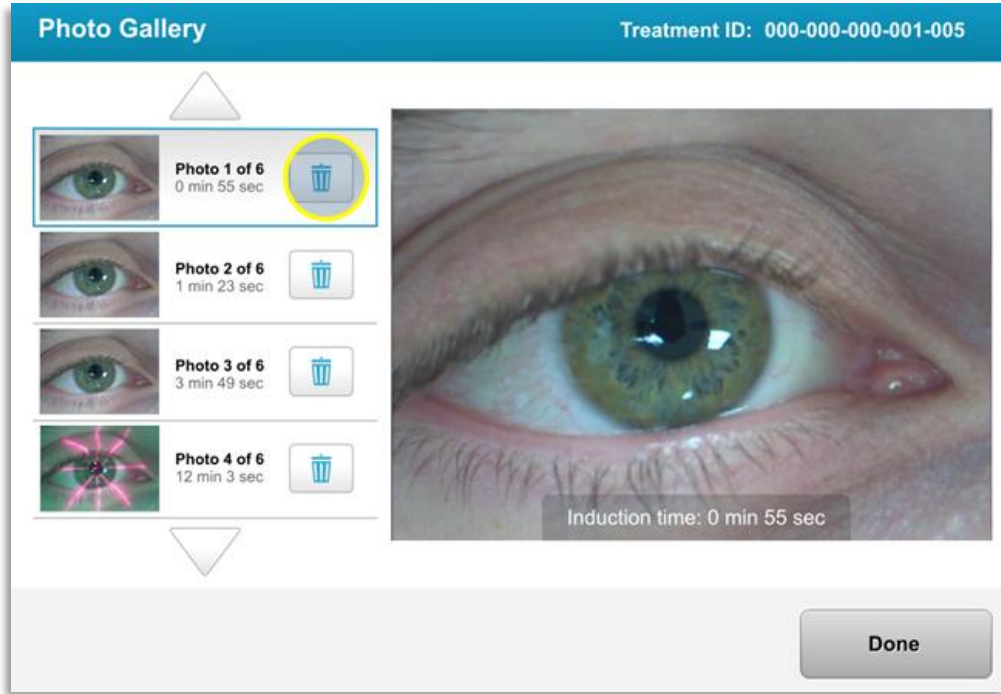 Photo Gallery
Treatment ID: 000-000-000-001-005
Photo 1 of 6
0 min 55 sec
Photo 2 of 6
1 min 23 sec
Photo 3 of 6
3 min 49 sec
Photo 4 of 6
12 min 3 sec
Induction time: 0 min 55 sec
Done